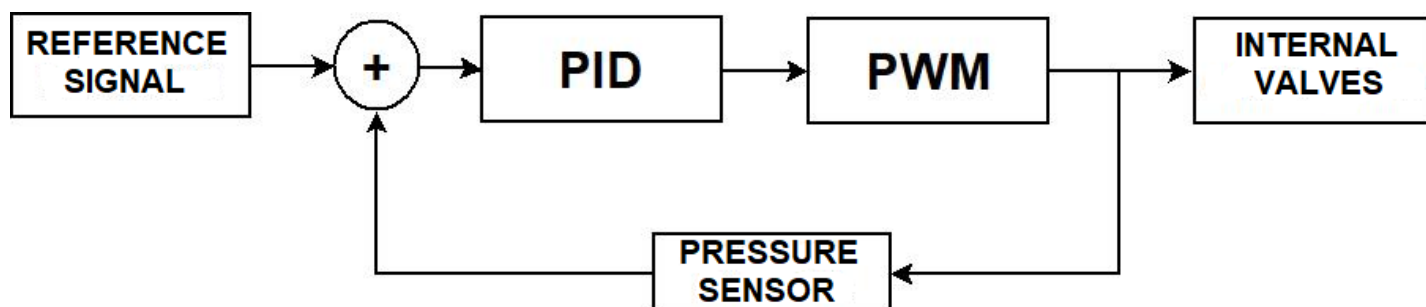 REFERENCE
SIGNAL
+
PID
PWM
INTERNAL
VALVES
PRESSURE
SENSOR